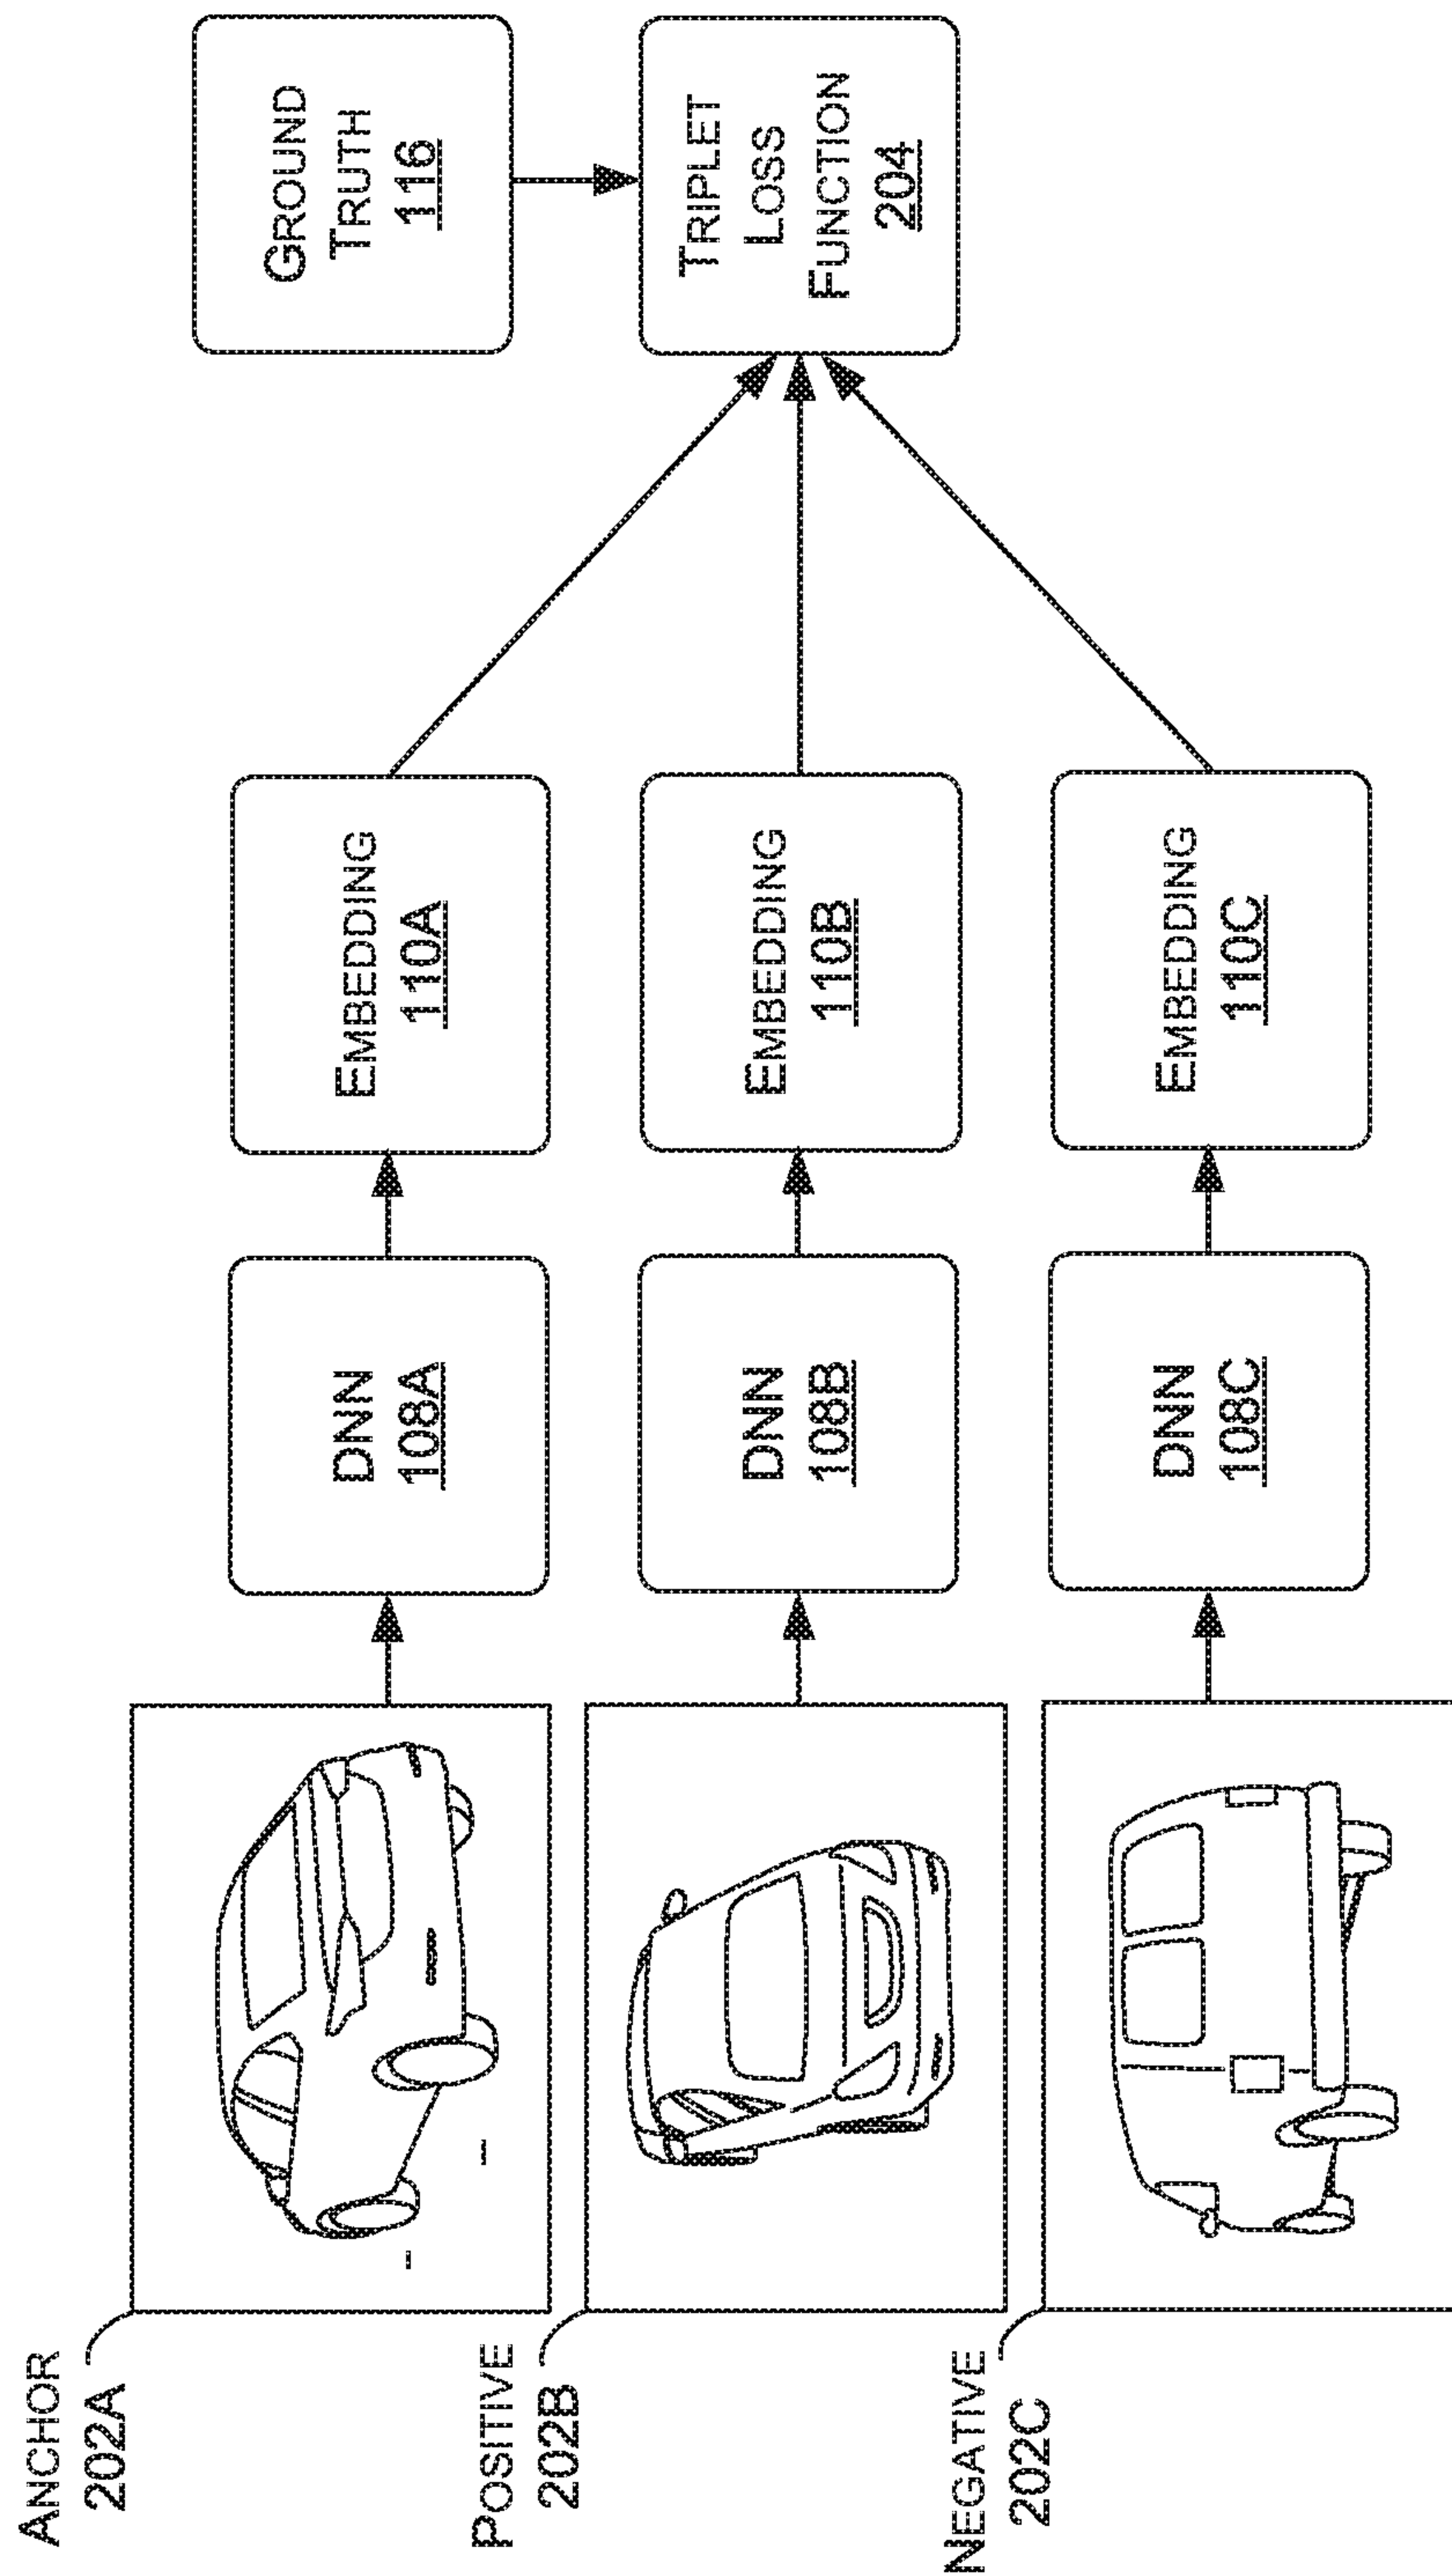 ANCHOR
202A
DNN
108A
EMBEDDING
110A
GROUND
TRUTH
116
POSITIVE
202B
DNN
108B
EMBEDDING
110B
TRIPLET
LOSS
FUNCTION
204
NEGATIVE
202C
DNN
108C
EMBEDDING
110C